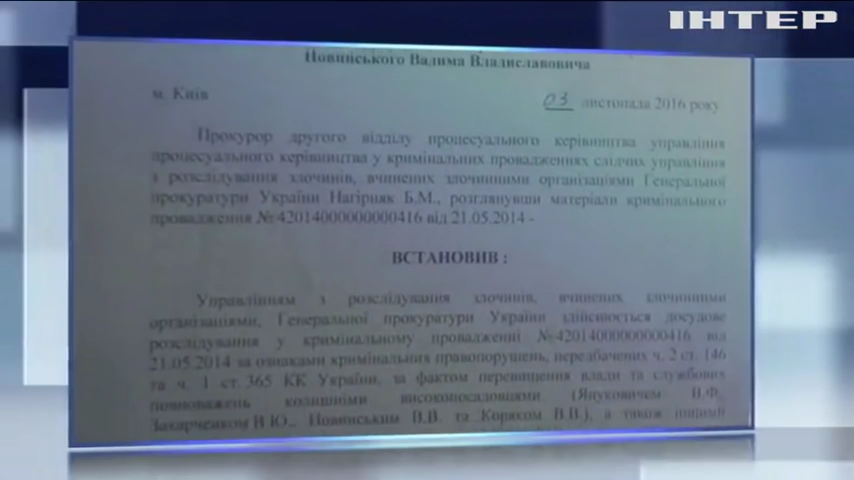 ІНТЕР
Новинського Вадима Владиславовича
м. Київ 03 листопада 2016 року
Прокурор другого відділу процесуального керівництва управління
процесуального керівництва у кримінальних провадженнях слідчих управління
з розслідування злочинів, вчинених злочинними організаціями Генеральної
прокуратури України Нагірняк Б.М., розглянувши матеріали кримінального
провадження №42014000000000416 від 21.05.2014 -
ВСТАНОВИВ :
Управлінням з розслідування злочинів, вчинених злочинними
організаціями, Генеральної прокуратури України здійснюється досудове
розслідування у кримінальному провадженні №42014000000000416 від
21.05.2014 за ознаками кримінальних правопорушень, передбачених ч. 2 ст. 146
та ч. 1 ст. 365 КК України, за фактом перевищення влади та службових
повноважень колишніми високопосадовцями (Януковичем В.Ф.,
Захарченком В.Ю., Новинським В.В. та Коряком В.В.), а також іншими